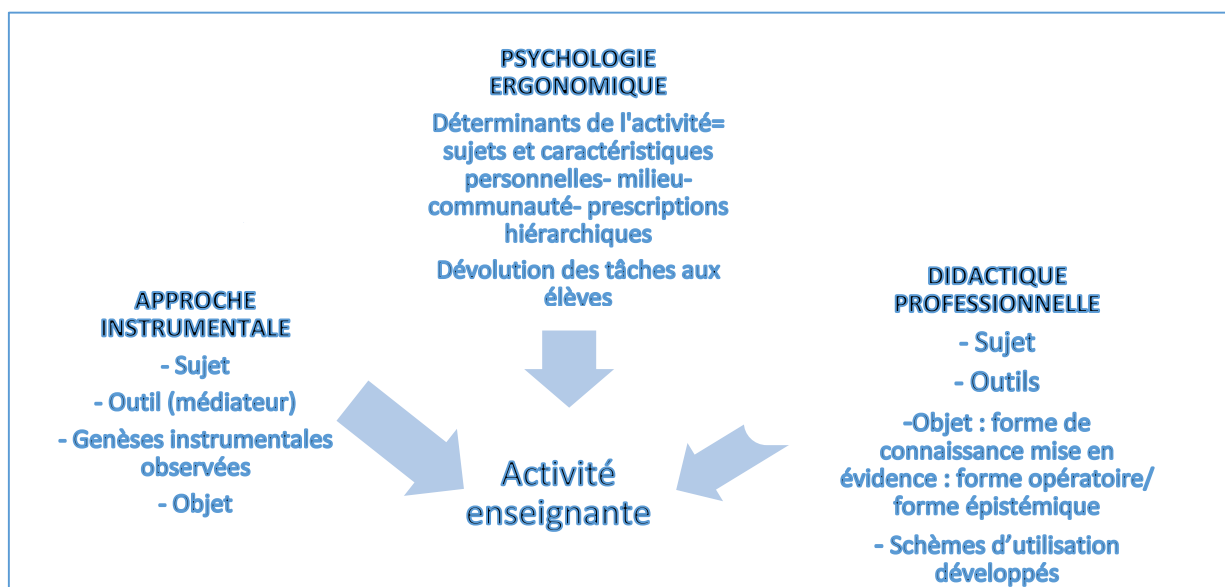 PSYCHOLOGIE
ERGONOMIQUE
Déterminants de l'activité=
sujets et caractéristiques
personnelles- milieu-
communauté- prescriptions
hiérarchiques
Dévolution des tâches aux
élèves
APPROCHE
INSTRUMENTALE
- Sujet
- Outil (médiateur)
- Genèses instrumentales
observées
- Objet
DIDACTIQUE
PROFESSIONNELLE
- Sujet
- Outils
-Objet : forme de
connaissance mise en
évidence : forme opératoire/
forme épistémique
- Schèmes d’utilisation
développés
Activité
enseignante